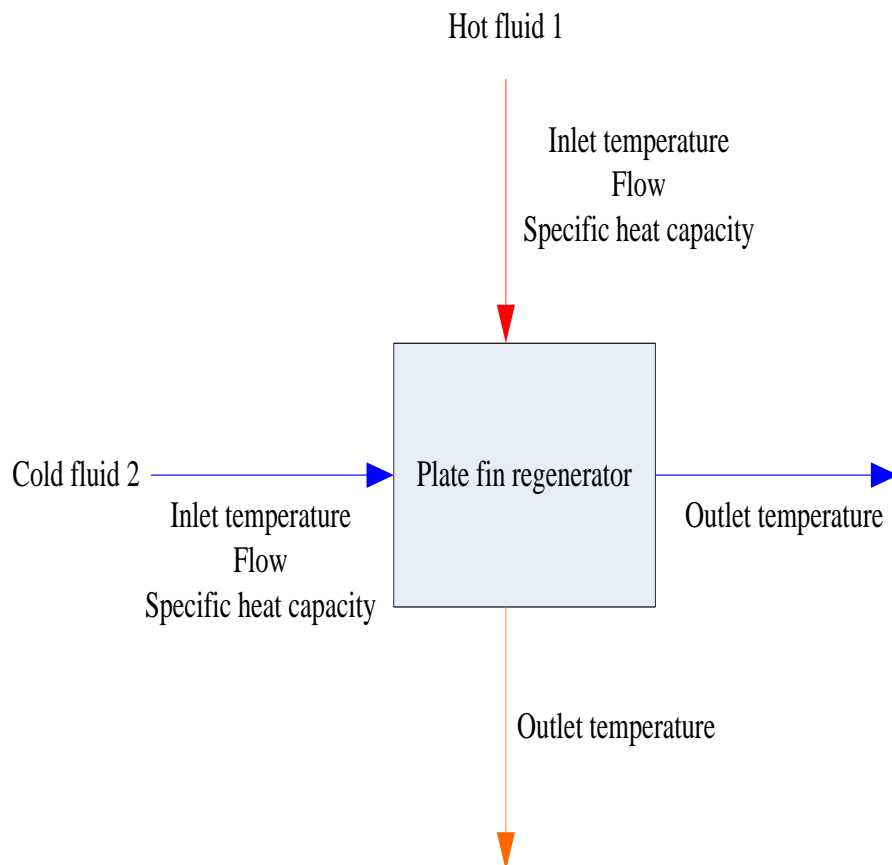 Hot fluid 1
Inlet temperature
Flow
Specific heat capacity
Cold fluid 2
Plate fin regenerator
Inlet temperature
Flow
Specific heat capacity
Outlet temperature
Outlet temperature